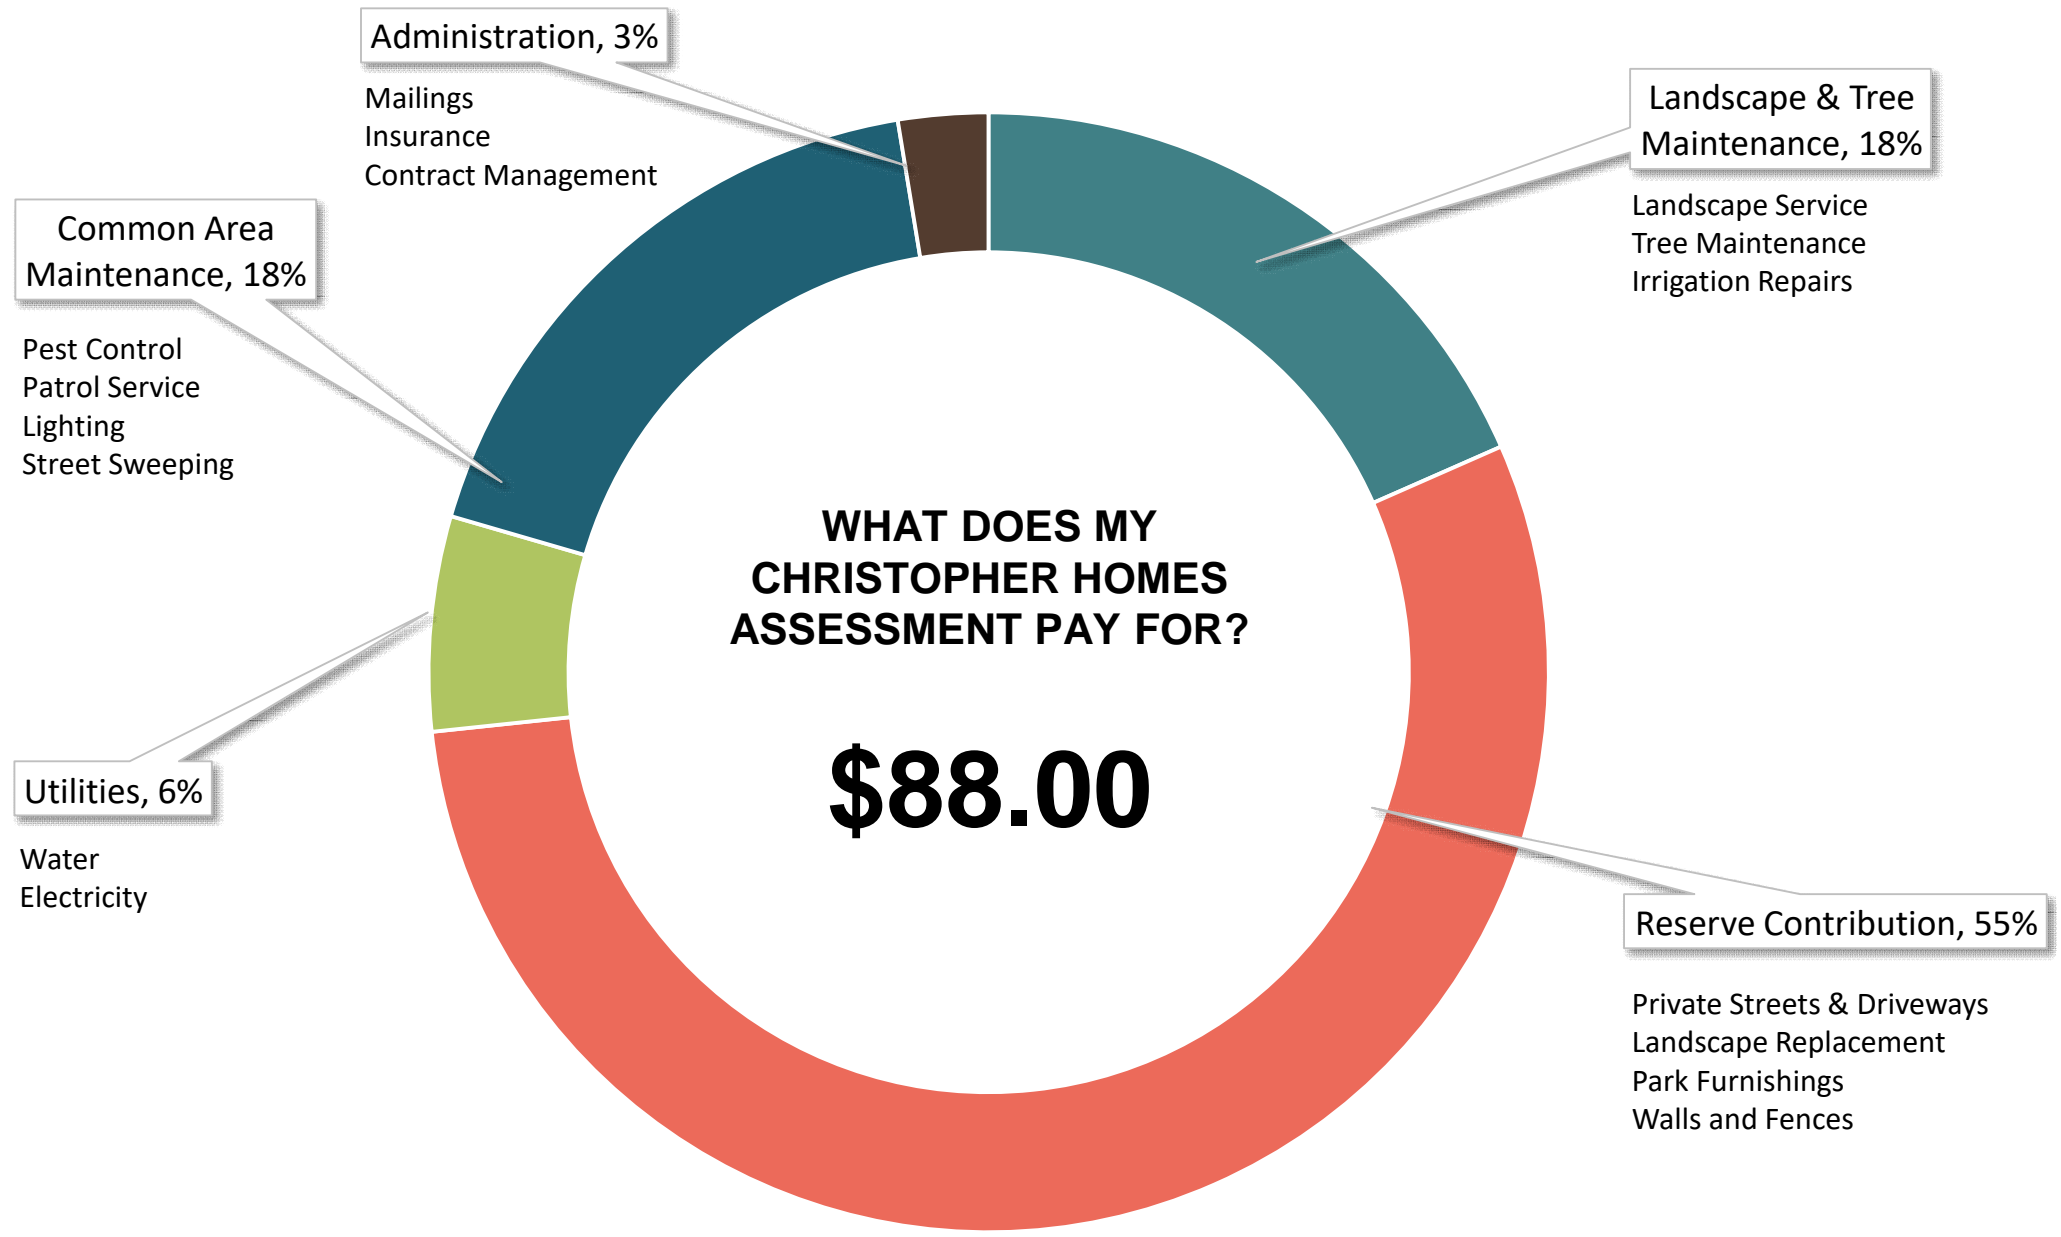 Administration, 3%
Mailings
Insurance
Contract Management
Landscape & Tree
Maintenance, 18%
Landscape Service
Tree Maintenance
Irrigation Repairs
Common Area
Maintenance, 18%
Pest Control
Patrol Service
Lighting
Street Sweeping
WHAT DOES MY
CHRISTOPHER HOMES
ASSESSMENT PAY FOR?
$88.00
Utilities, 6%
Water
Electricity
Reserve Contribution, 55%
Private Streets & Driveways
Landscape Replacement
Park Furnishings
Walls and Fences